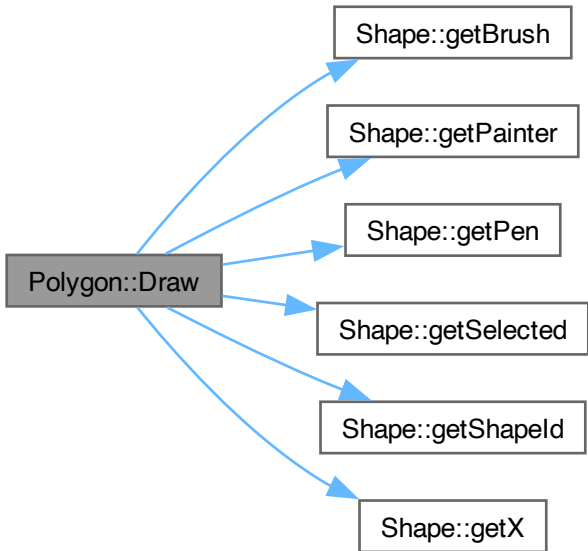 Shape::getBrush
Shape::getPainter
Shape::getPen
Polygon::Draw
Shape::getSelected
Shape::getShapeId
Shape::getX